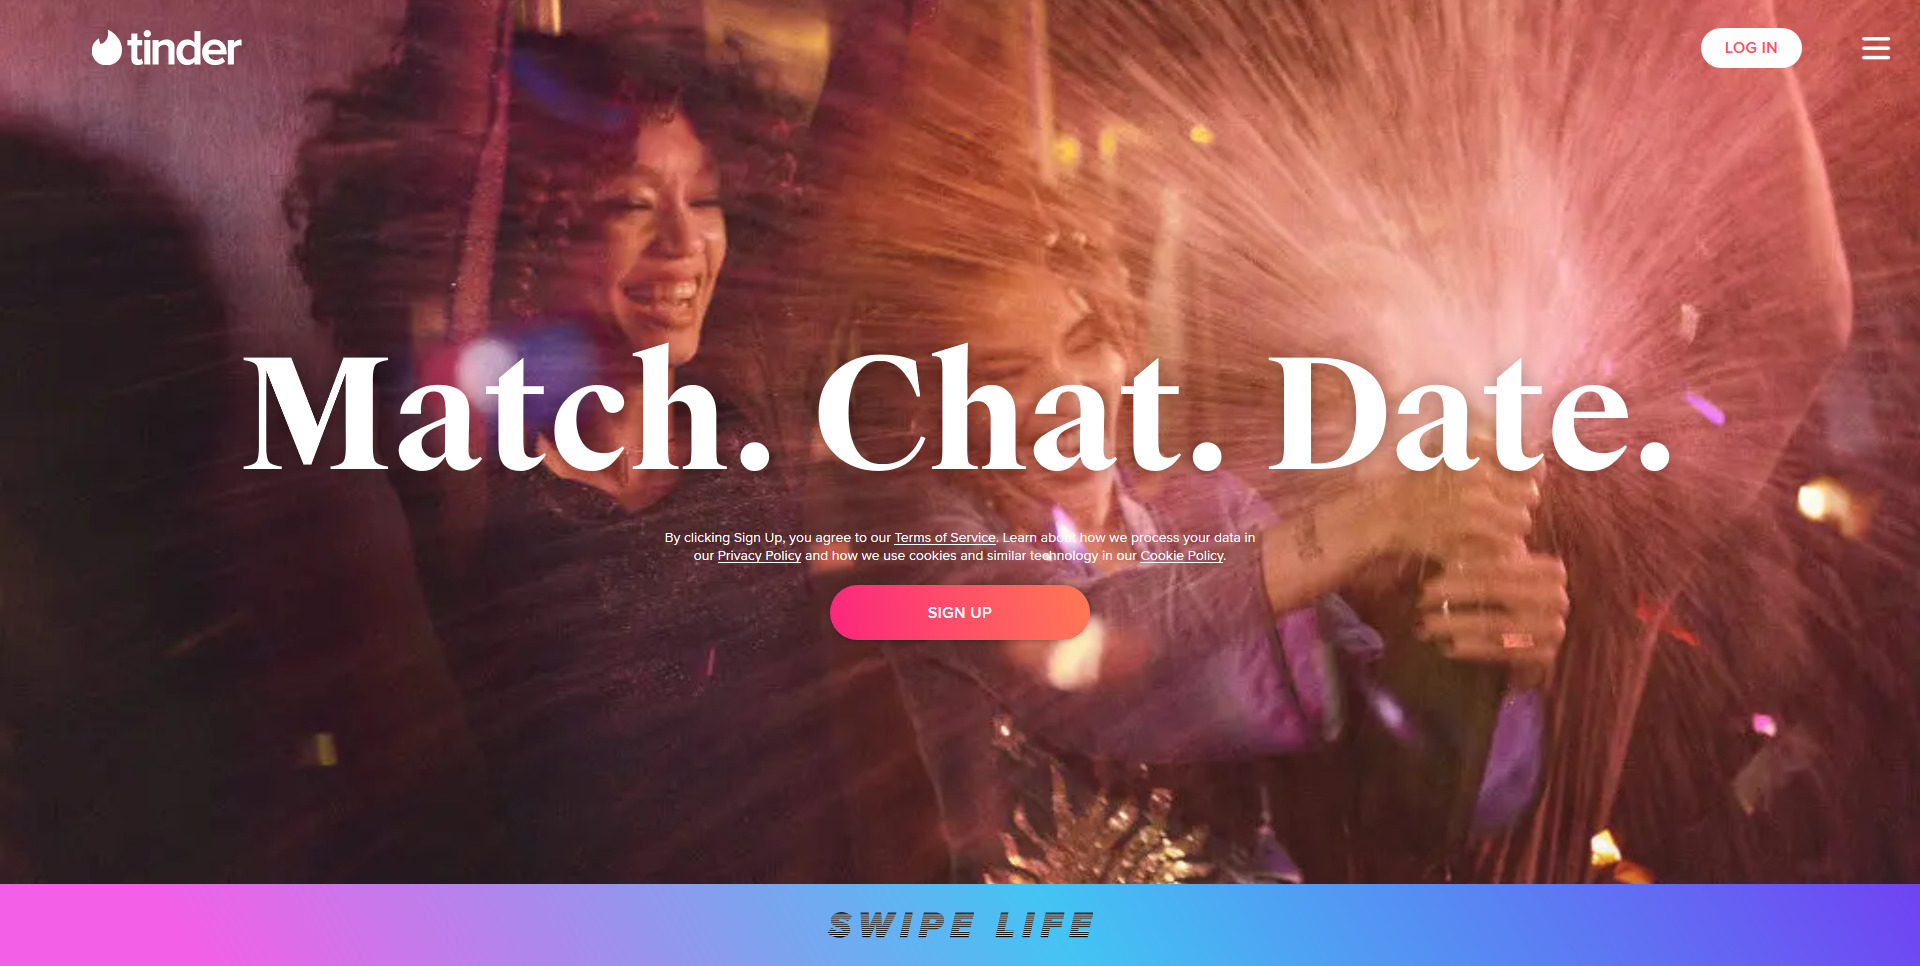 tinder
LOG IN
Match. Chat. Date.
By clicking Sign Up, you agree to our Terms of Service. Learn about how we process your data in
our Privacy Policy and how we use cookies and similar technology in our Cookie Policy.
SIGN UP
SWIPE LIFE